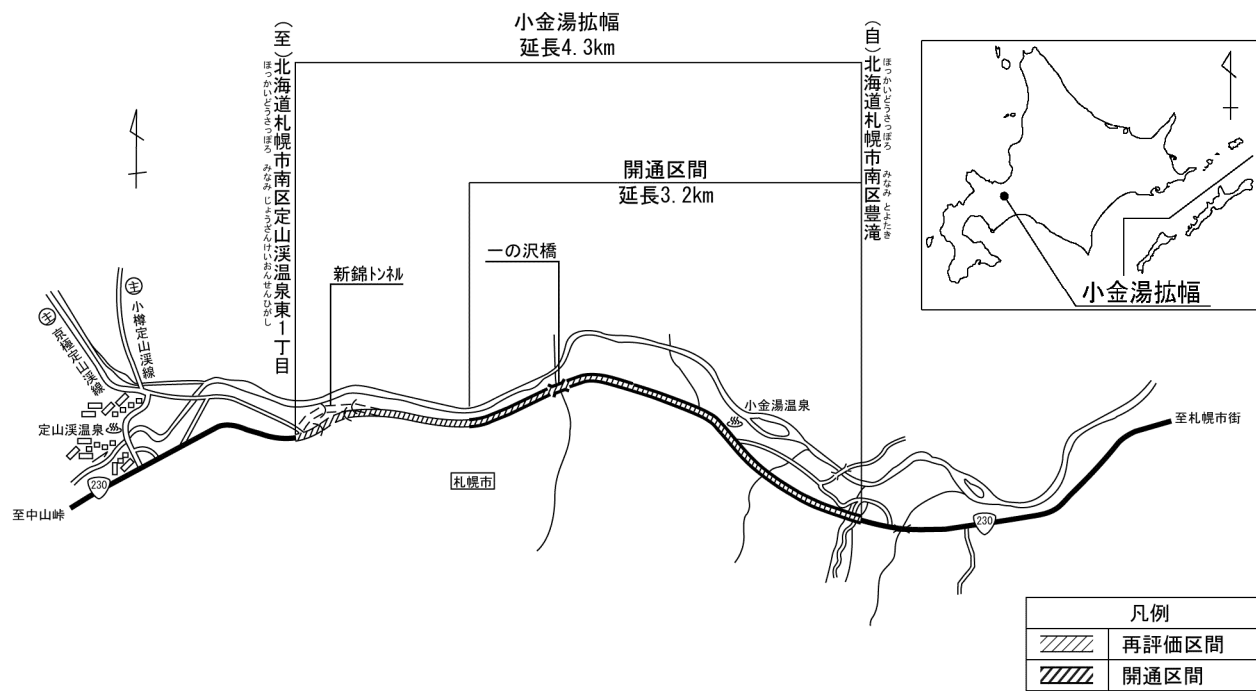 小金湯拡幅
延長4.3km
(至)北海道札幌市南区定山渓温泉東1丁目
ほっかいどうさっぽろ みなみ じょうざんけいおんせんひがし
(自)北海道札幌市南区豊滝
ほっかいどうさっぽろ みなみ とよたき
開通区間
延長3.2km
一の沢橋
新錦トンネル
小金湯拡幅
主
小樽定山渓線
主
京極定山渓線
定山渓温泉
230
至中山峠
札幌市
小金湯温泉
至札幌市街
230
凡例
再評価区間
開通区間